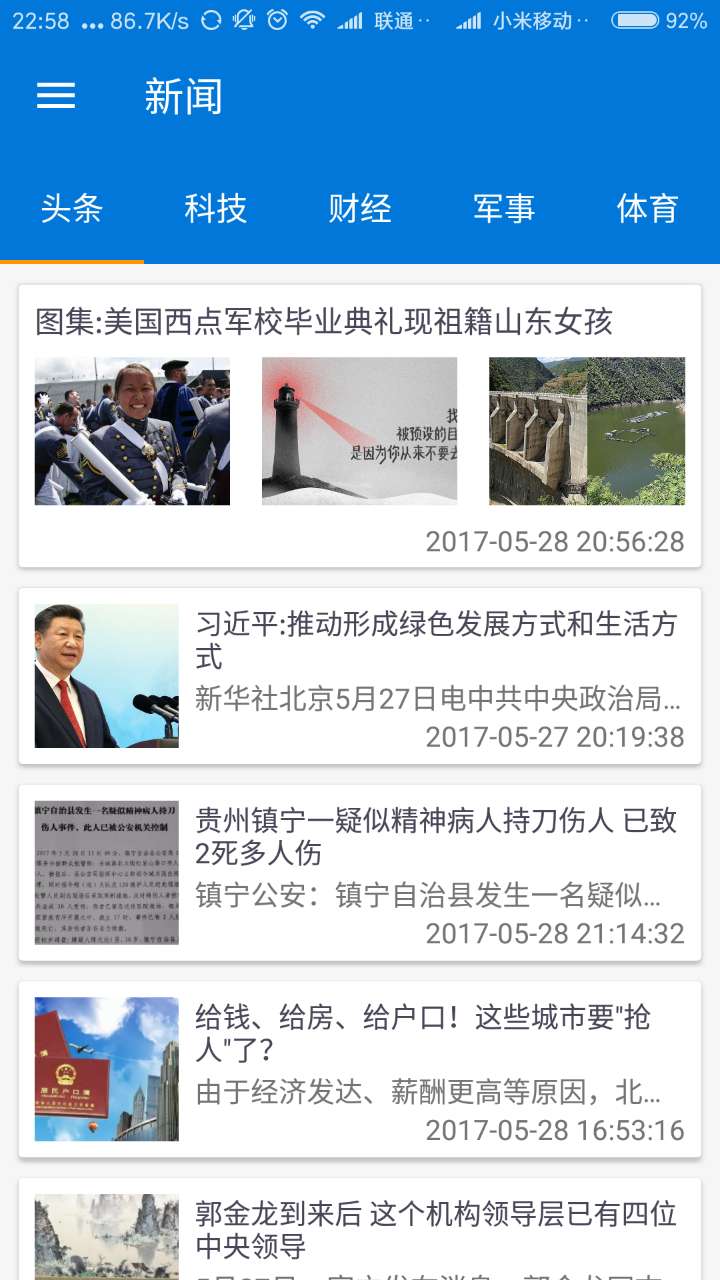 22:58 ... 86.7K/s 联通·· 小米移动·· 92%
新闻
头条 科技 财经 军事 体育
图集:美国西点军校毕业典礼现祖籍山东女孩
找
被预设的目
是因为你从来不要去
2017-05-28 20:56:28
习近平:推动形成绿色发展方式和生活方
式
新华社北京5月27日电中共中央政治局...
2017-05-27 20:19:38
镇宁自治县发生一名疑似精神病人持刀
伤人事件，此人已被公安机关控制
贵州镇宁一疑似精神病人持刀伤人 已致
2死多人伤
镇宁公安：镇宁自治县发生一名疑似...
2017-05-28 21:14:32
居民户口簿
给钱、给房、给户口！这些城市要"抢
人"了？
由于经济发达、薪酬更高等原因，北...
2017-05-28 16:53:16
郭金龙到来后 这个机构领导层已有四位
中央领导